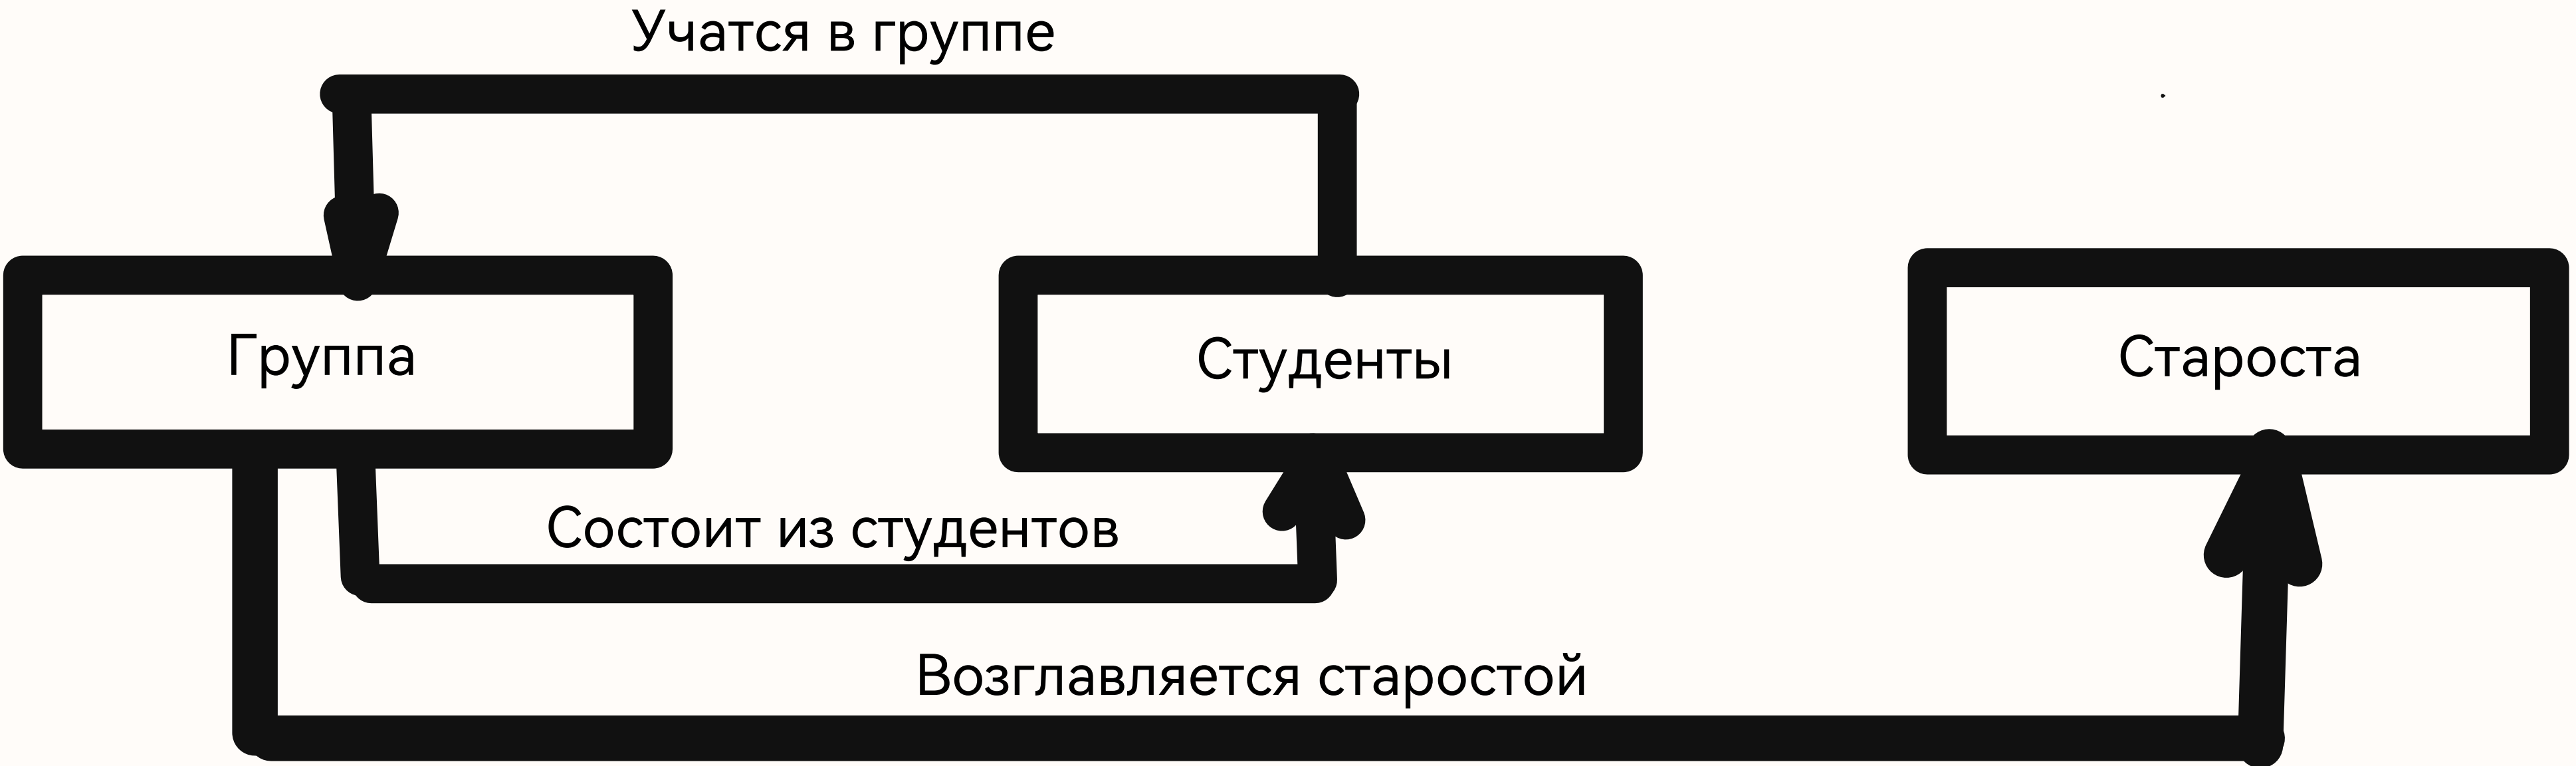 Учатся в группе
Группа
Студенты
Староста
Состоит из студентов
Возглавляется старостой